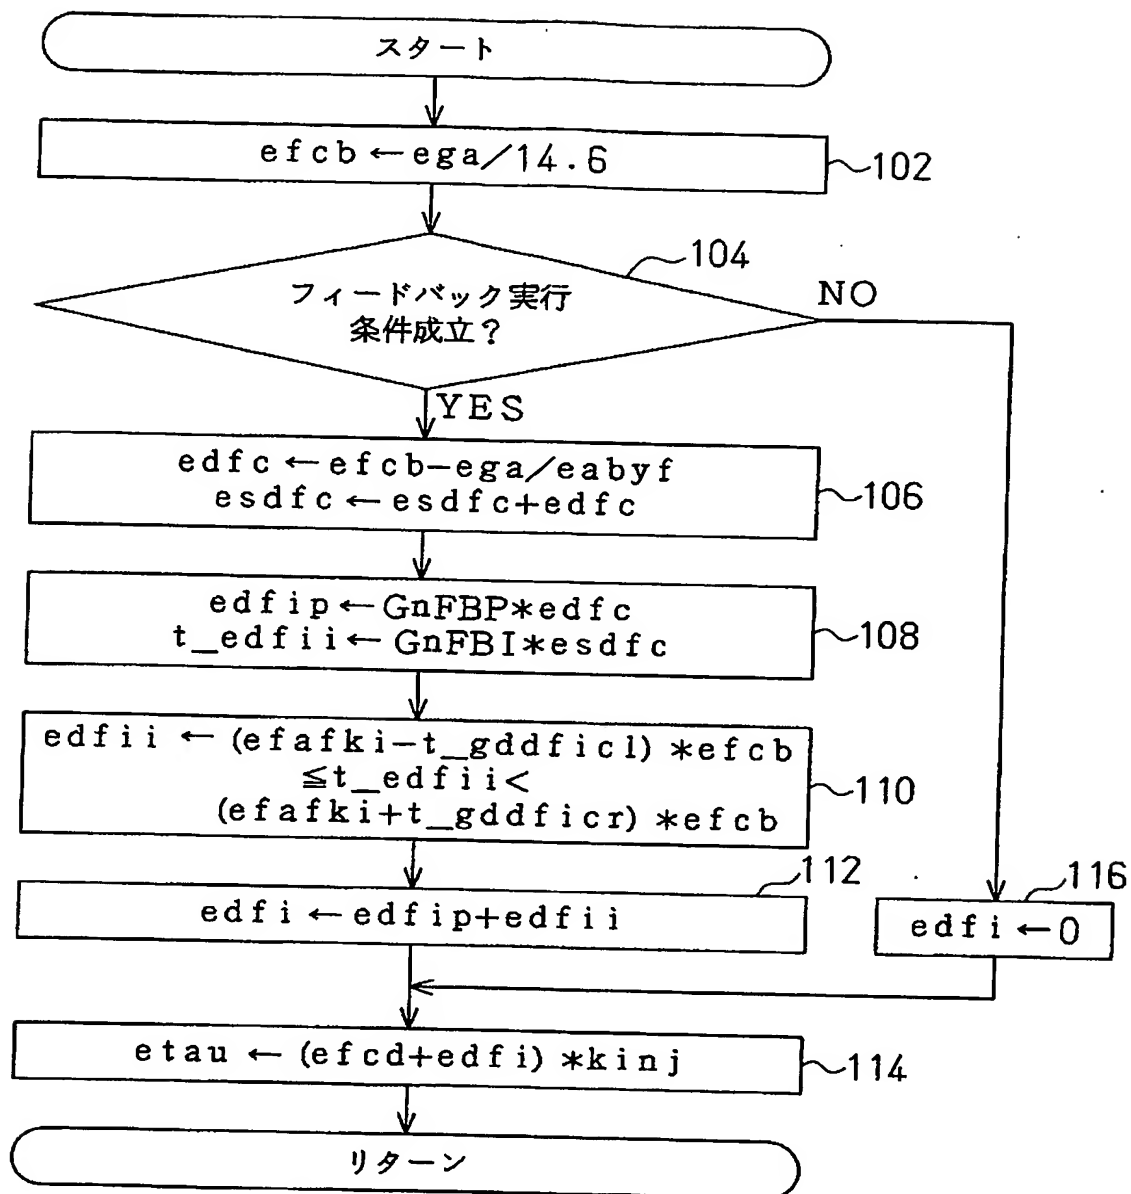 スタート
efcb←ega/14.6
102
104
フィードバック実行
条件成立?
NO
YES
edfc←efcb-ega/eabyf
esdfc←esdfc+edfc
106
edfip←GnFBP*edfc
t_edfii←GnFBI*esdfc
108
edfii←(efafki-t_gddficl)*efcb
≦t_edfii<
(efafki+t_gddficr)*efcb
110
112
edfi←edfip+edfii
116
edfi←0
etau←(efcd+edfi)*kinj
114
リターン